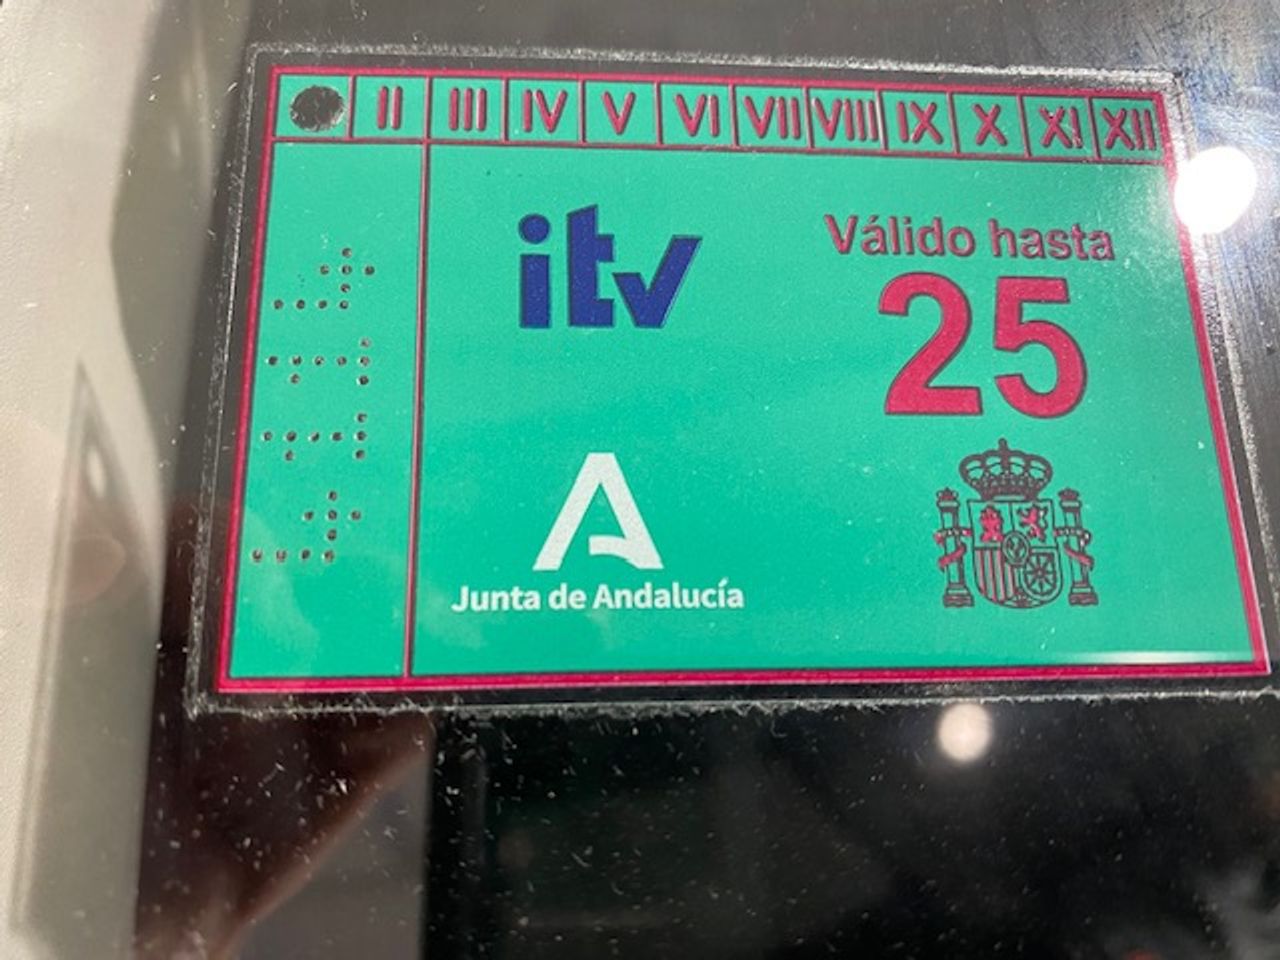 II III IV V VI VII VIII IX X XI XII
itv
Válido hasta
25
Junta de Andalucía